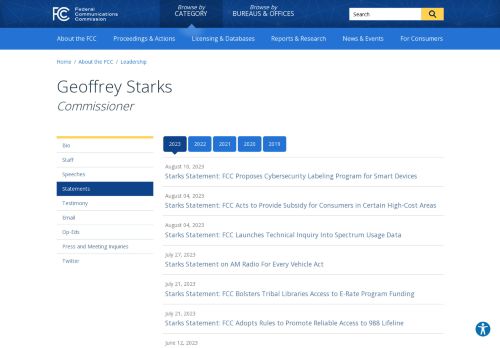 FCC
Federal
Communications
Commission
Browse by
CATEGORY
Browse by
BUREAUS & OFFICES
Search
About the FCC
Proceedings & Actions
Licensing & Databases
Reports & Research
News & Events
For Consumers
Home / About the FCC / Leadership
Geoffrey Starks
Commissioner
Bio
Staff
Speeches
Statements
Testimony
Email
Op-Eds
Press and Meeting Inquiries
Twitter
2023
2022
2021
2020
2019
August 10, 2023
Starks Statement: FCC Proposes Cybersecurity Labeling Program for Smart Devices
August 04, 2023
Starks Statement: FCC Acts to Provide Subsidy for Consumers in Certain High-Cost Areas
August 04, 2023
Starks Statement: FCC Launches Technical Inquiry Into Spectrum Usage Data
July 27, 2023
Starks Statement on AM Radio For Every Vehicle Act
July 21, 2023
Starks Statement: FCC Bolsters Tribal Libraries Access to E-Rate Program Funding
July 21, 2023
Starks Statement: FCC Adopts Rules to Promote Reliable Access to 988 Lifeline
June 12, 2023